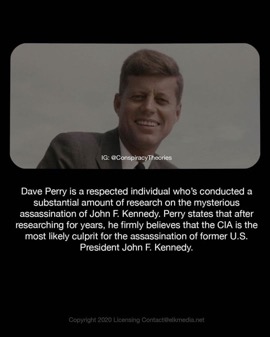 IG: @ConspiracyTheories
Dave Perry is a respected individual who's conducted a
substantial amount of research on the mysterious
assassination of John F. Kennedy. Perry states that after
researching for years, he firmly believes that the CIA is the
most likely culprit for the assassination of former U.S.
President John F. Kennedy.
Copyright 2020 Licensing Contact@elkmedia.net